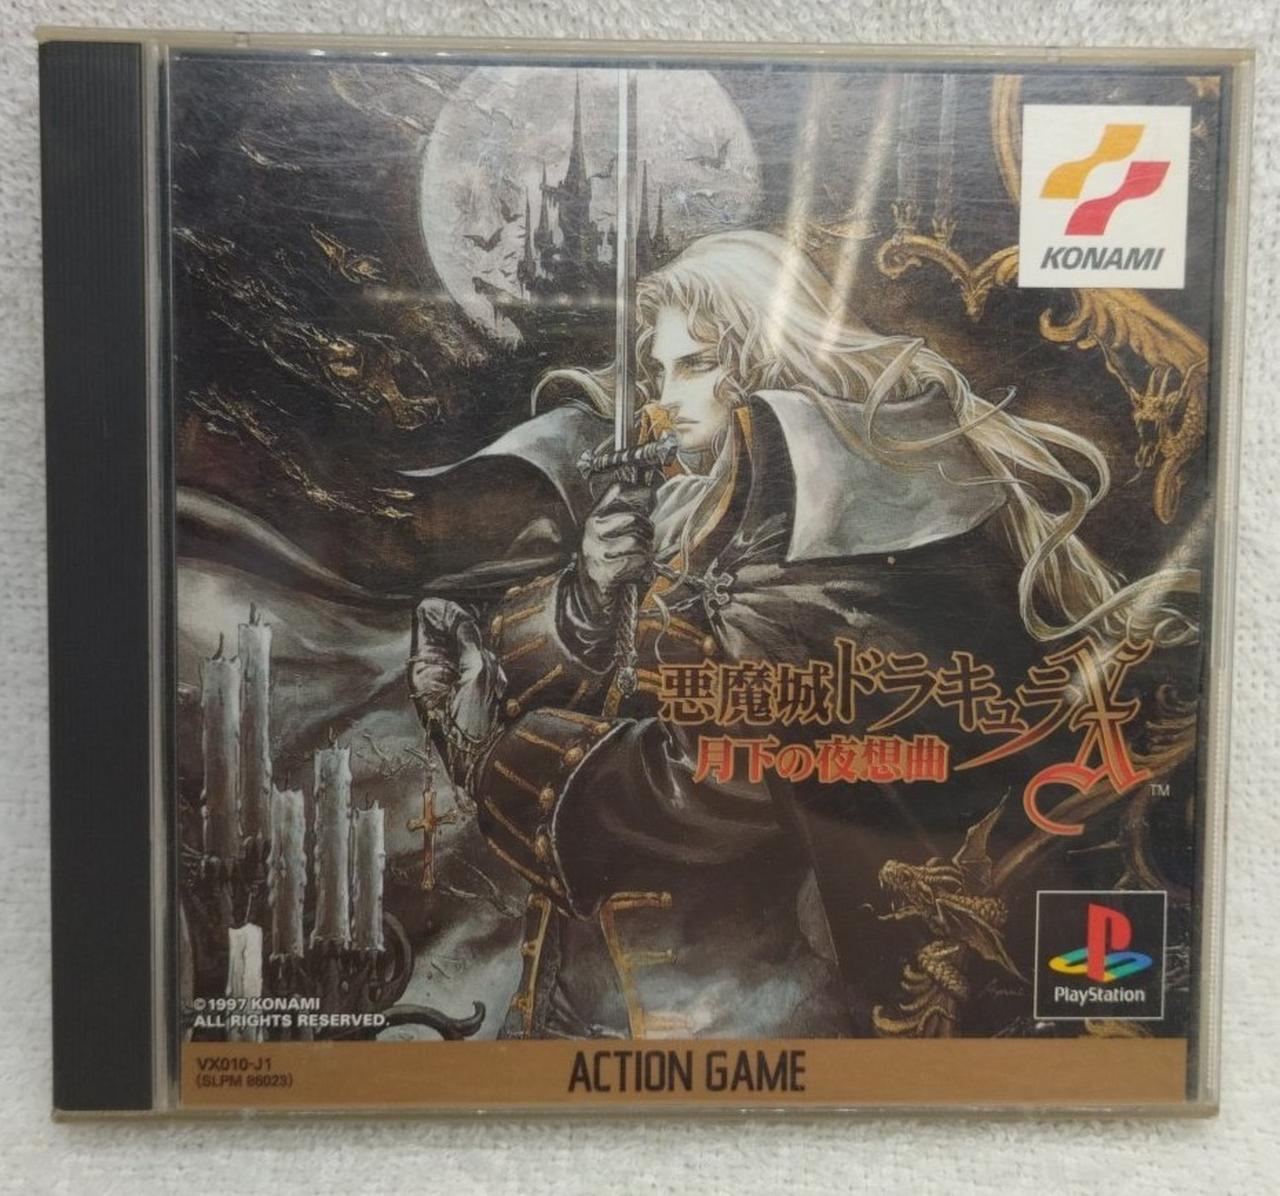 KONAMI
悪魔城ドラキュラX
月下の夜想曲
TM
PlayStation
©1997 KONAMI
ALL RIGHTS RESERVED.
VX010-J1
(SLPM 86023)
ACTION GAME